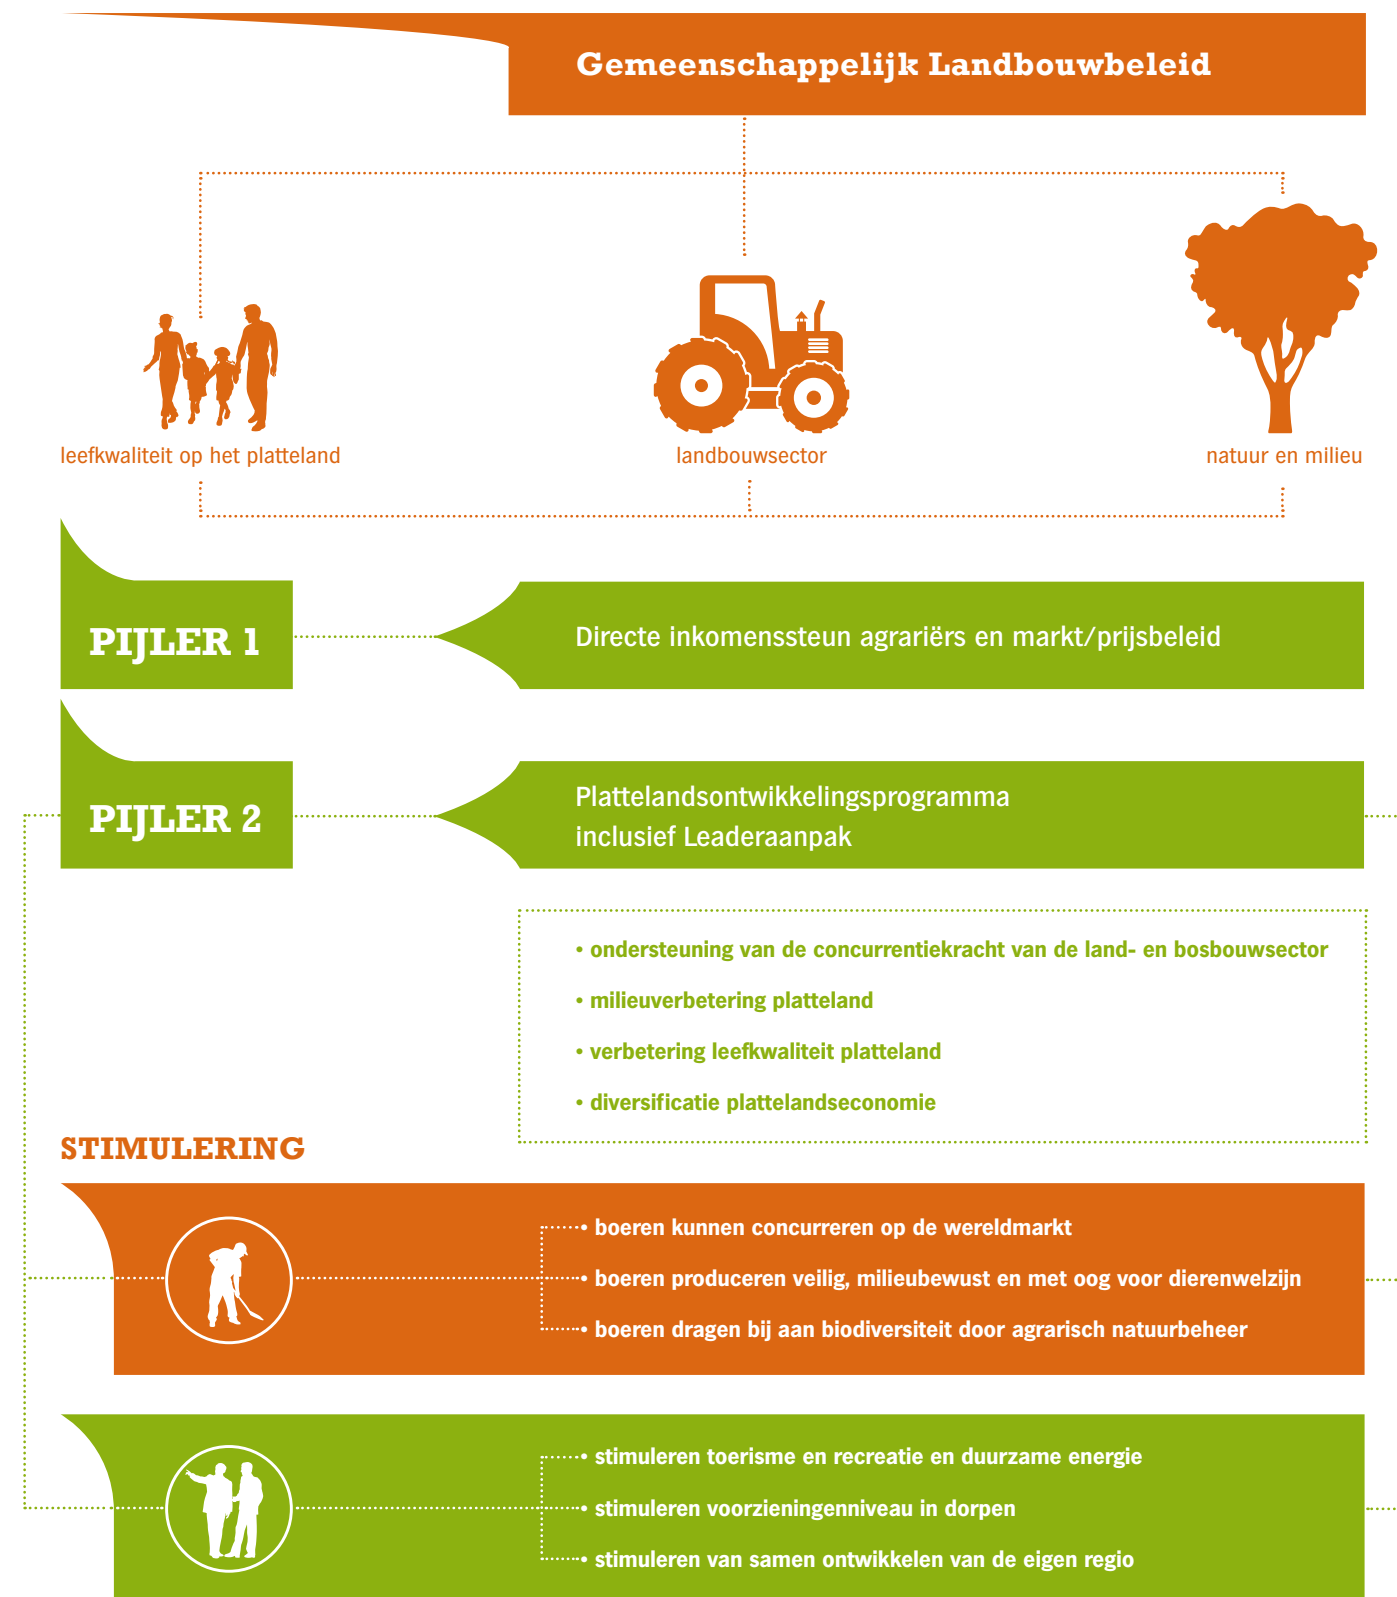 Gemeenschappelijk Landbouwbeleid
leefkwaliteit op het platteland
landbouwsector
natuur en milieu
PIJLER 1
Directe inkomenssteun agrariërs en markt/prijsbeleid
PIJLER 2
Plattelandsontwikkelingsprogramma
inclusief Leaderaanpak
• ondersteuning van de concurrentiekracht van de land- en bosbouwsector
• milieuverbetering platteland
• verbetering leefkwaliteit platteland
• diversificatie plattelandseconomie
STIMULERING
• boeren kunnen concurreren op de wereldmarkt
• boeren produceren veilig, milieubewust en met oog voor dierenwelzijn
• boeren dragen bij aan biodiversiteit door agrarisch natuurbeheer
• stimuleren toerisme en recreatie en duurzame energie
• stimuleren voorzieningenniveau in dorpen
• stimuleren van samen ontwikkelen van de eigen regio